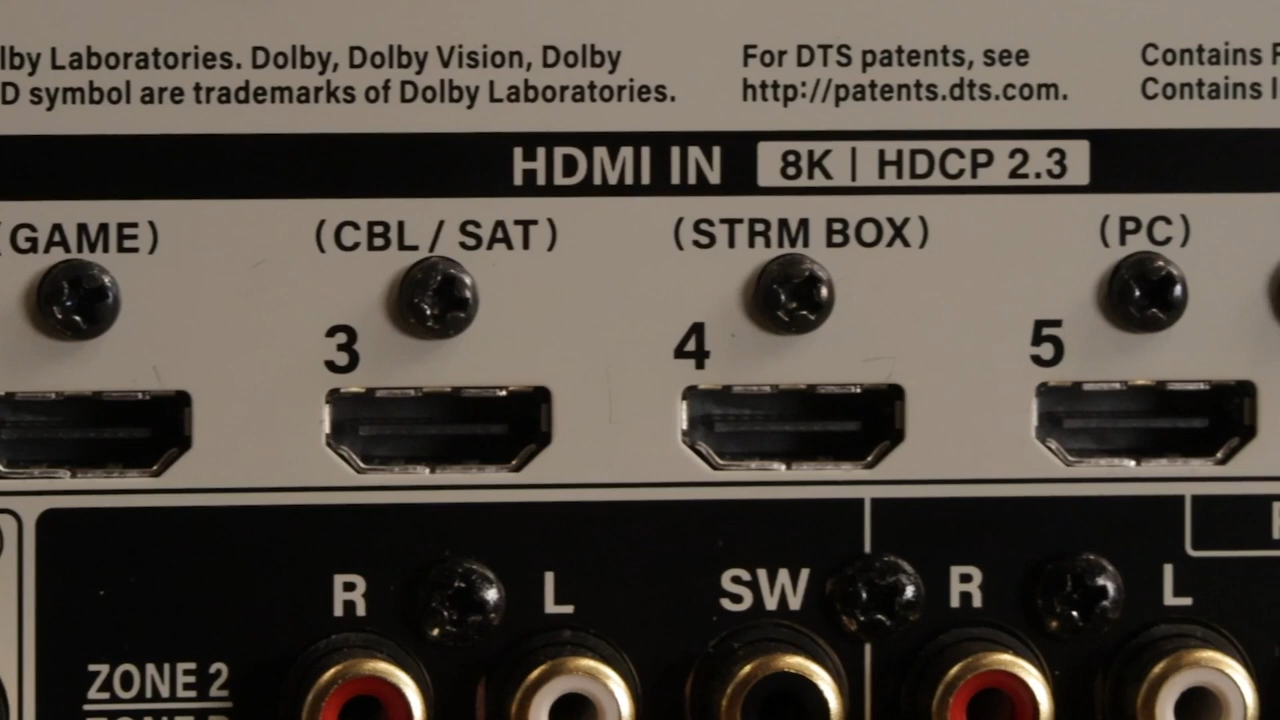 lby Laboratories. Dolby, Dolby Vision, Dolby
D symbol are trademarks of Dolby Laboratories.
For DTS patents, see
http://patents.dts.com.
Contains
Contains
HDMI IN 8K | HDCP 2.3
(GAME) (CBL / SAT) (STRM BOX) (PC)
3 4 5
R L SW R L
ZONE 2